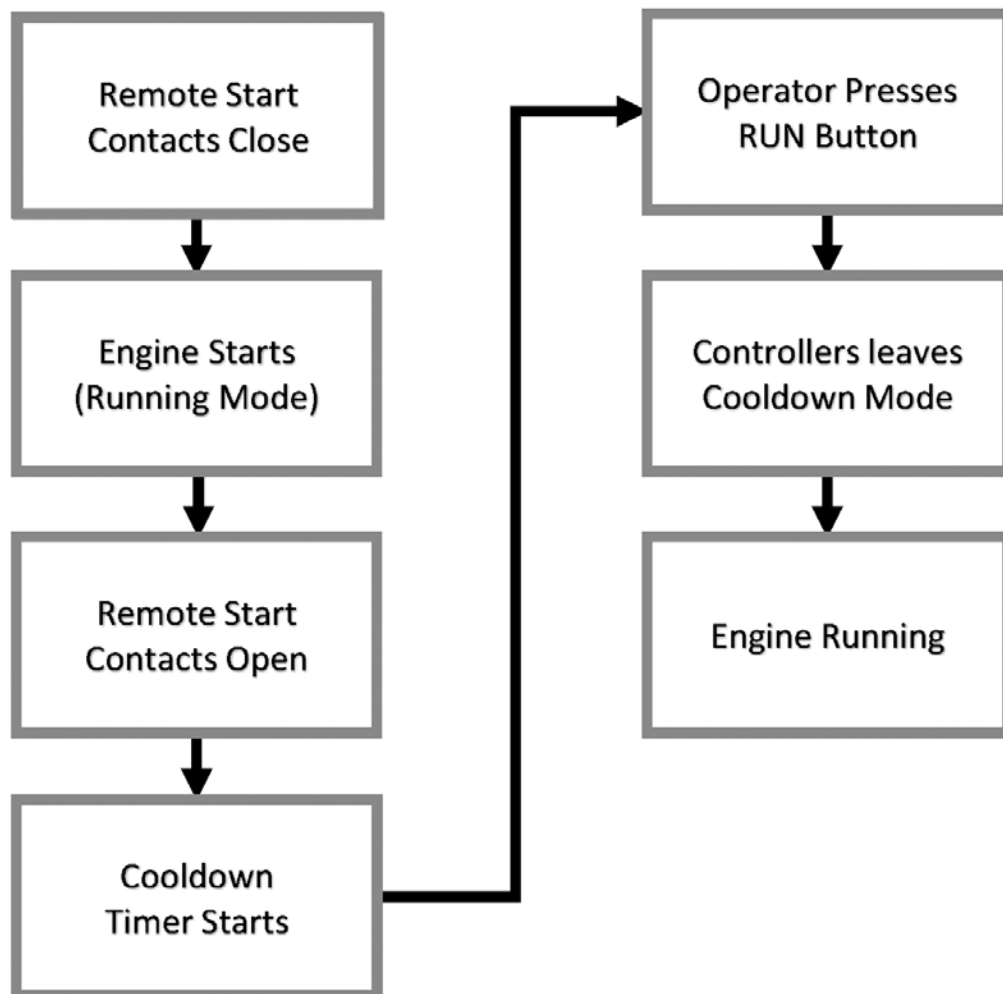 Remote Start
Contacts Close
Engine Starts
(Running Mode)
Remote Start
Contacts Open
Cooldown
Timer Starts
Operator Presses
RUN Button
Controllers leaves
Cooldown Mode
Engine Running